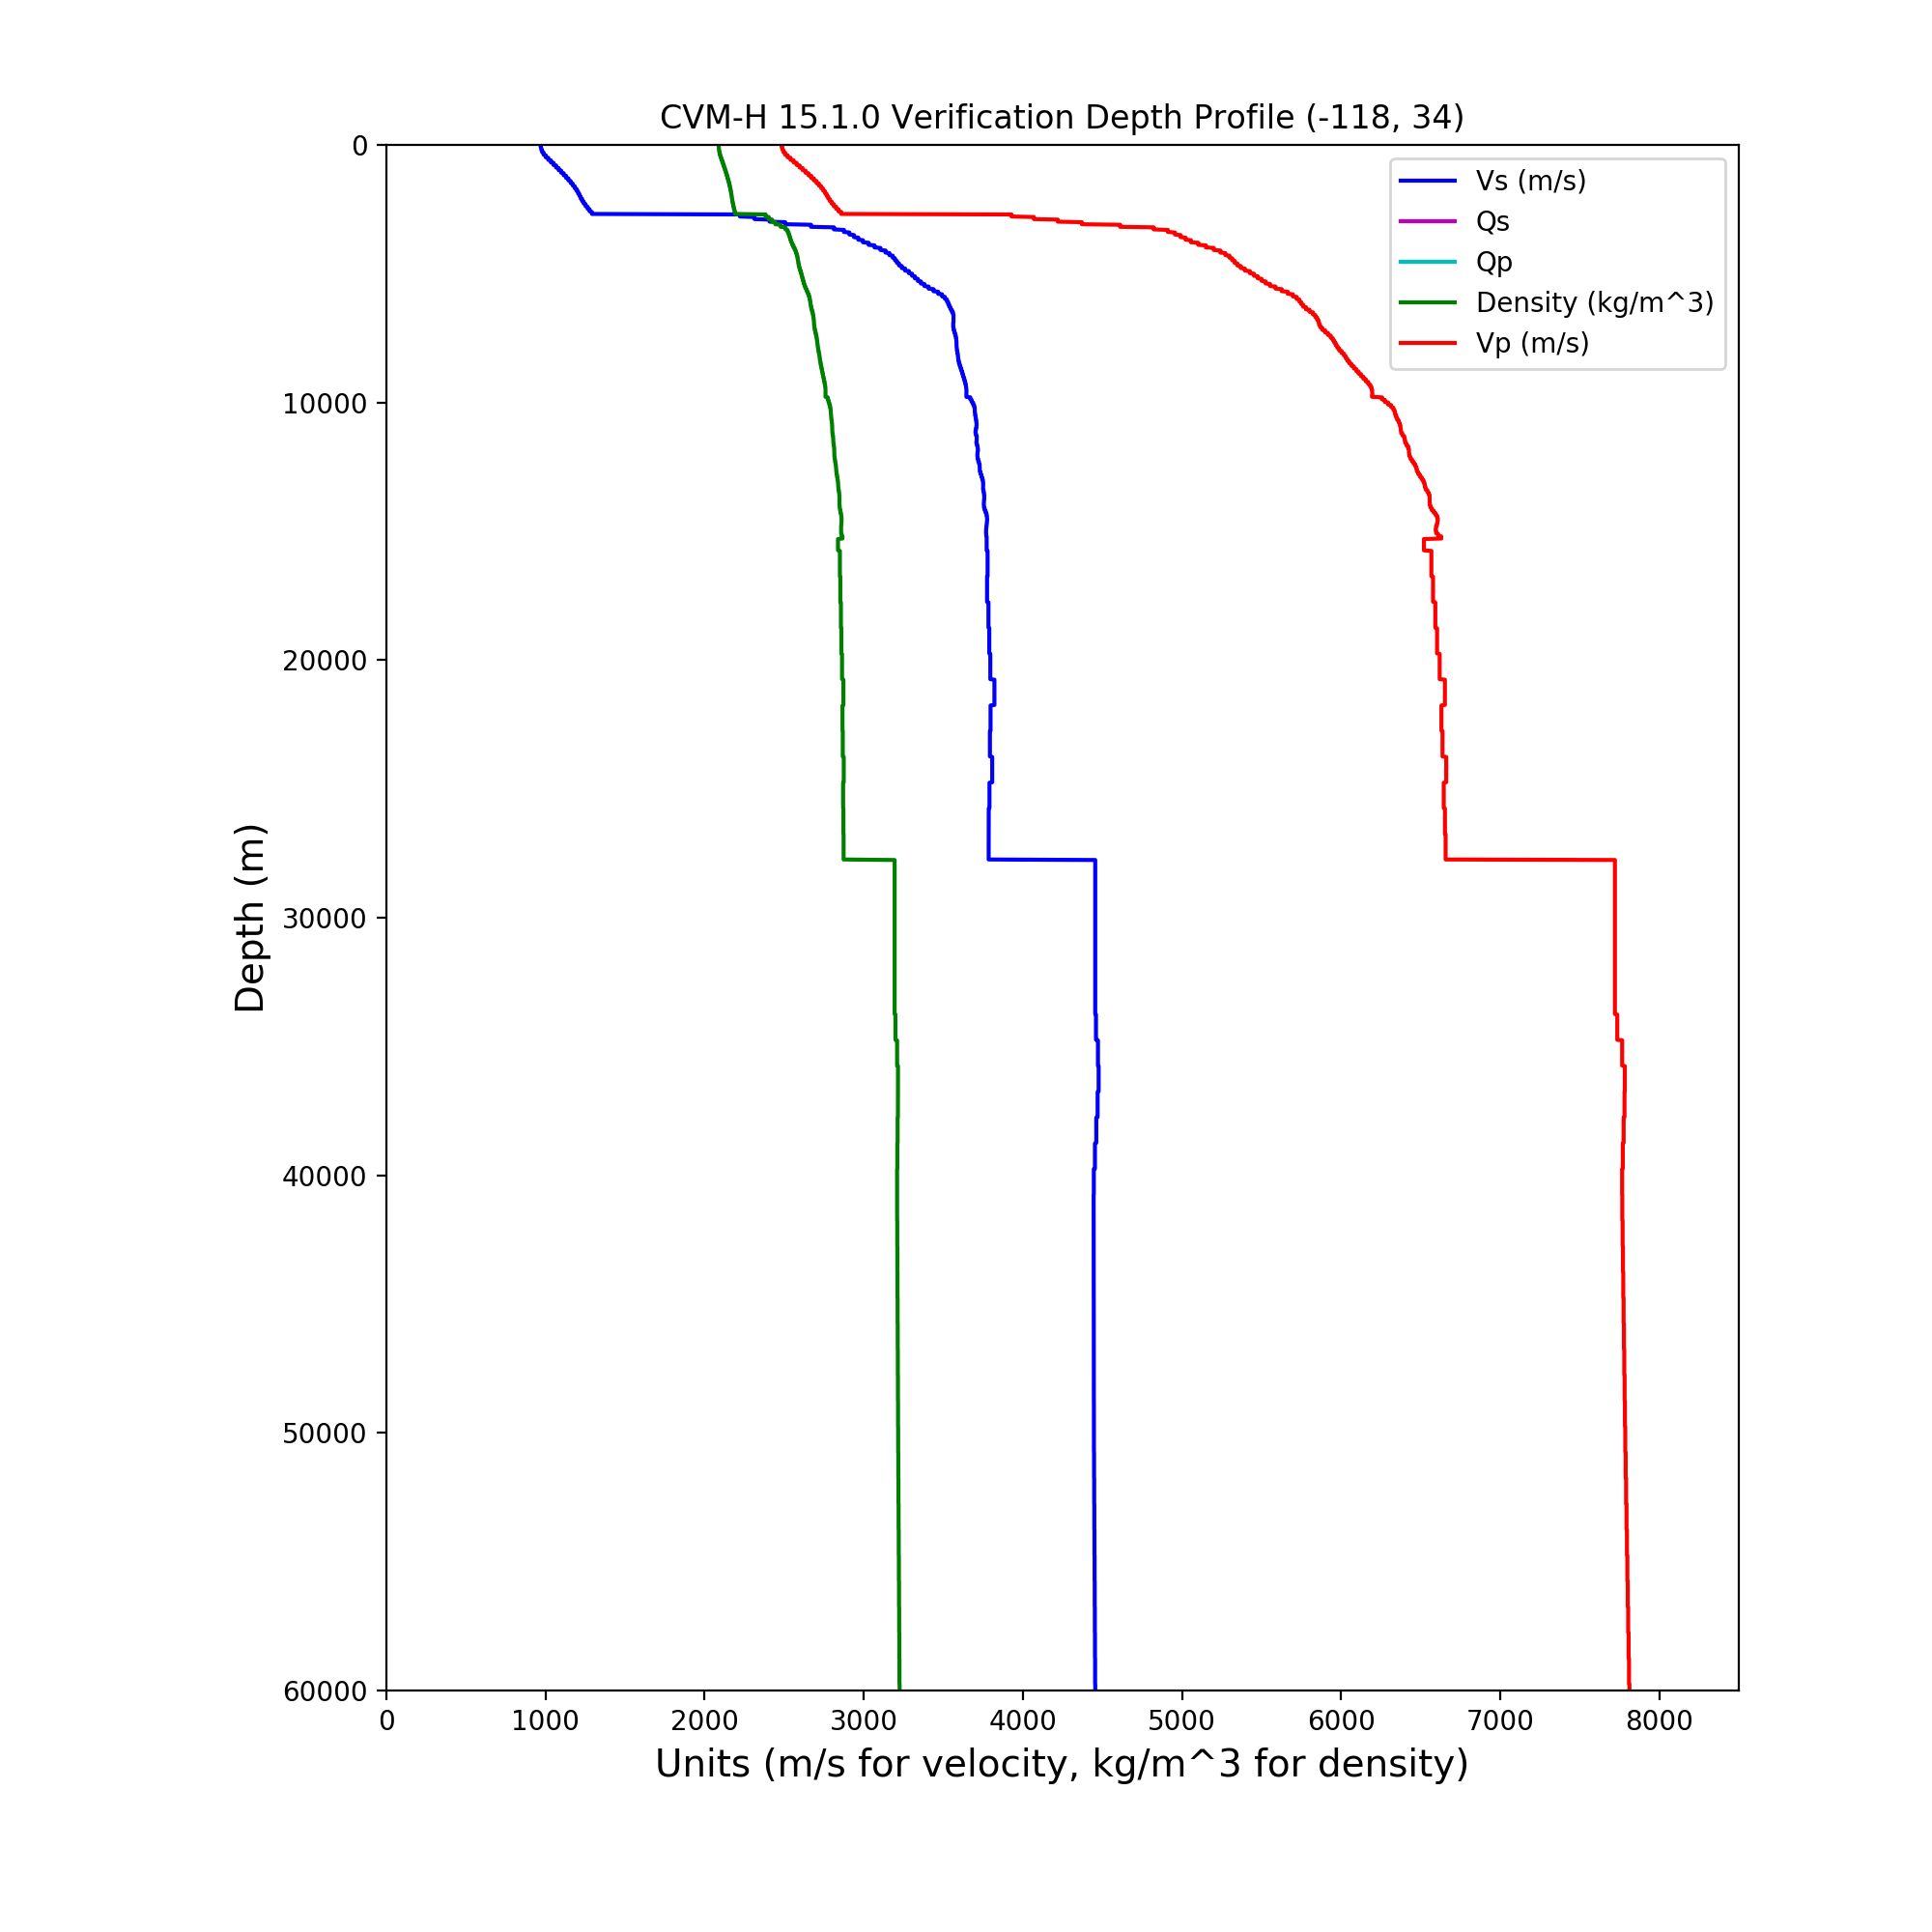 CVM-H 15.1.0 Verification Depth Profile (-118, 34)
Vs (m/s)
Qs
Qp
Density (kg/m^3)
Vp (m/s)
0
10000
20000
30000
40000
50000
60000
Depth (m)
0 1000 2000 3000 4000 5000 6000 7000 8000
Units (m/s for velocity, kg/m^3 for density)